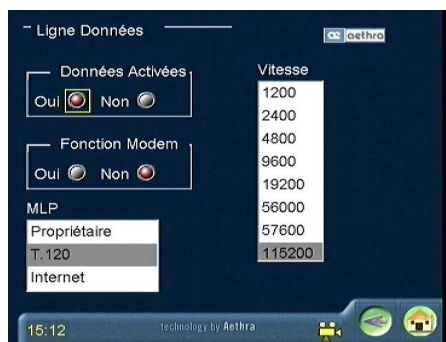 Ligne Données
aethra
Données Activées
Oui Non
Fonction Modem
Oui Non
MLP
Propriétaire
T.120
Internet
Vitesse
1200
2400
4800
9600
19200
56000
57600
115200
15:12
technology by Aethra